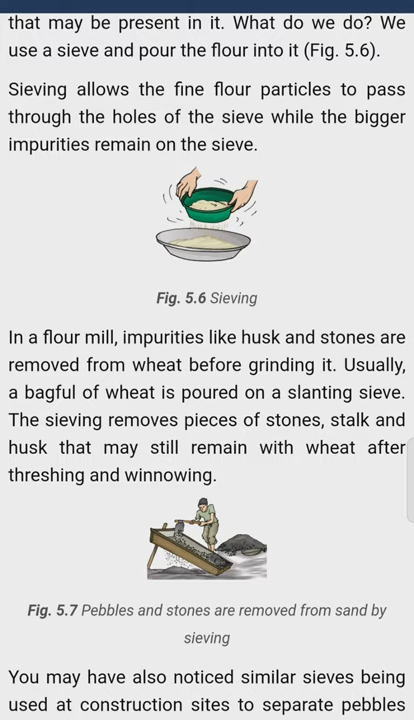 that may be present in it. What do we do? We
use a sieve and pour the flour into it (Fig. 5.6).
Sieving allows the fine flour particles to pass
through the holes of the sieve while the bigger
impurities remain on the sieve.
Fig. 5.6 Sieving
In a flour mill, impurities like husk and stones are
removed from wheat before grinding it. Usually,
a bagful of wheat is poured on a slanting sieve.
The sieving removes pieces of stones, stalk and
husk that may still remain with wheat after
threshing and winnowing.
Fig. 5.7 Pebbles and stones are removed from sand by
sieving
You may have also noticed similar sieves being
used at construction sites to separate pebbles